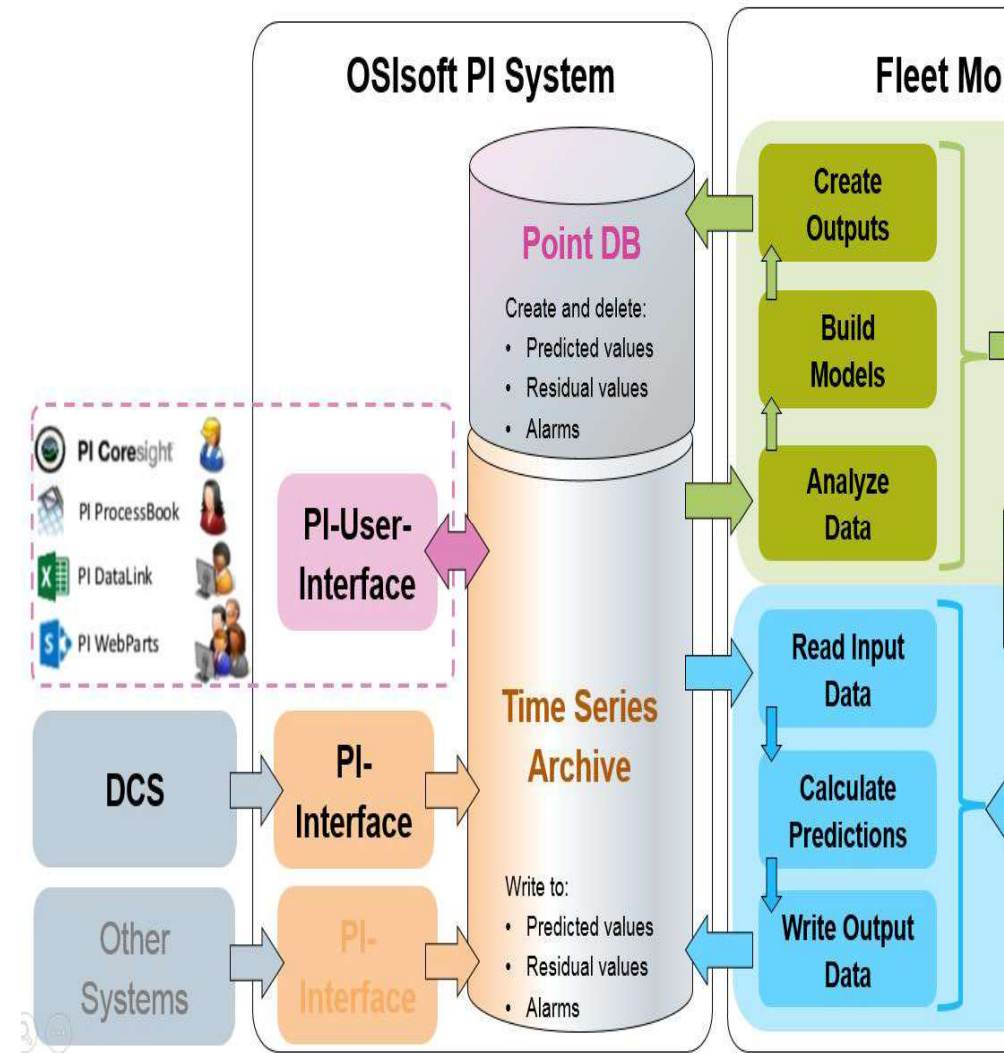 OSIsoft PI System
Fleet Mo
Point DB
Create and delete:
• Predicted values
• Residual values
• Alarms
Create
Outputs
Build
Models
Analyze
Data
PI Coresight
PI ProcessBook
PI DataLink
PI WebParts
PI-User-
Interface
Time Series
Archive
Read Input
Data
Calculate
Predictions
Write Output
Data
DCS
PI-
Interface
Other
Systems
PI-
Interface
Write to:
• Predicted values
• Residual values
• Alarms